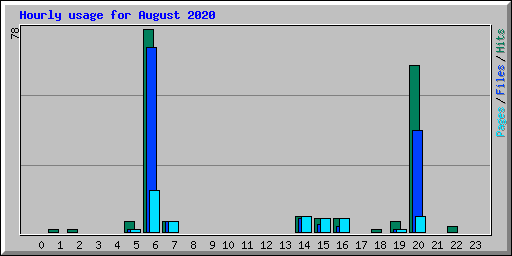 Hourly usage for August 2020
78
Pages/Files/Hits
0 1 2 3 4 5 6 7 8 9 10 11 12 13 14 15 16 17 18 19 20 21 22 23